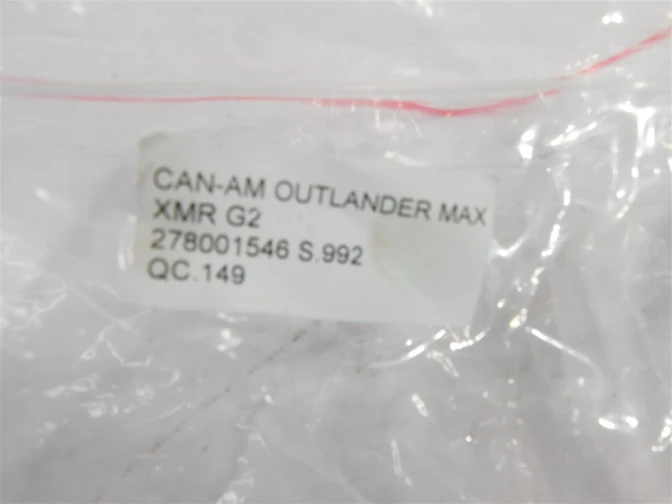 CAN-AM OUTLANDER MAX
XMR G2
278001546 S.992
QC.149